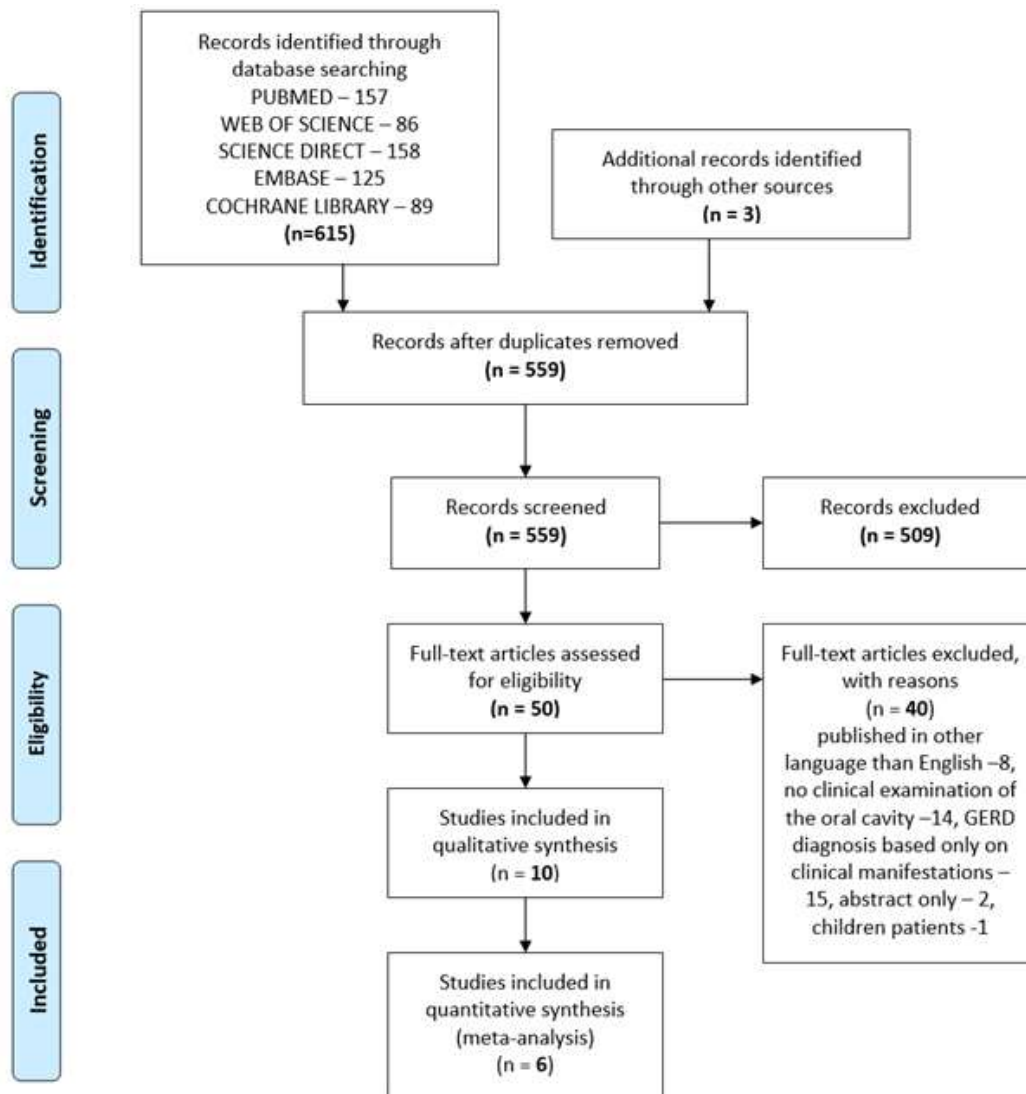 Identification
Records identified through
database searching
PUBMED – 157
WEB OF SCIENCE – 86
SCIENCE DIRECT – 158
EMBASE – 125
COCHRANE LIBRARY – 89
(n=615)
Additional records identified
through other sources
(n = 3)
Records after duplicates removed
(n = 559)
Screening
Records screened
(n = 559)
Records excluded
(n = 509)
Eligibility
Full-text articles assessed
for eligibility
(n = 50)
Full-text articles excluded,
with reasons
(n = 40)
published in other
language than English –8,
no clinical examination of
the oral cavity –14, GERD
diagnosis based only on
clinical manifestations –
15, abstract only – 2,
children patients -1
Studies included in
qualitative synthesis
(n = 10)
Included
Studies included in
quantitative synthesis
(meta-analysis)
(n = 6)